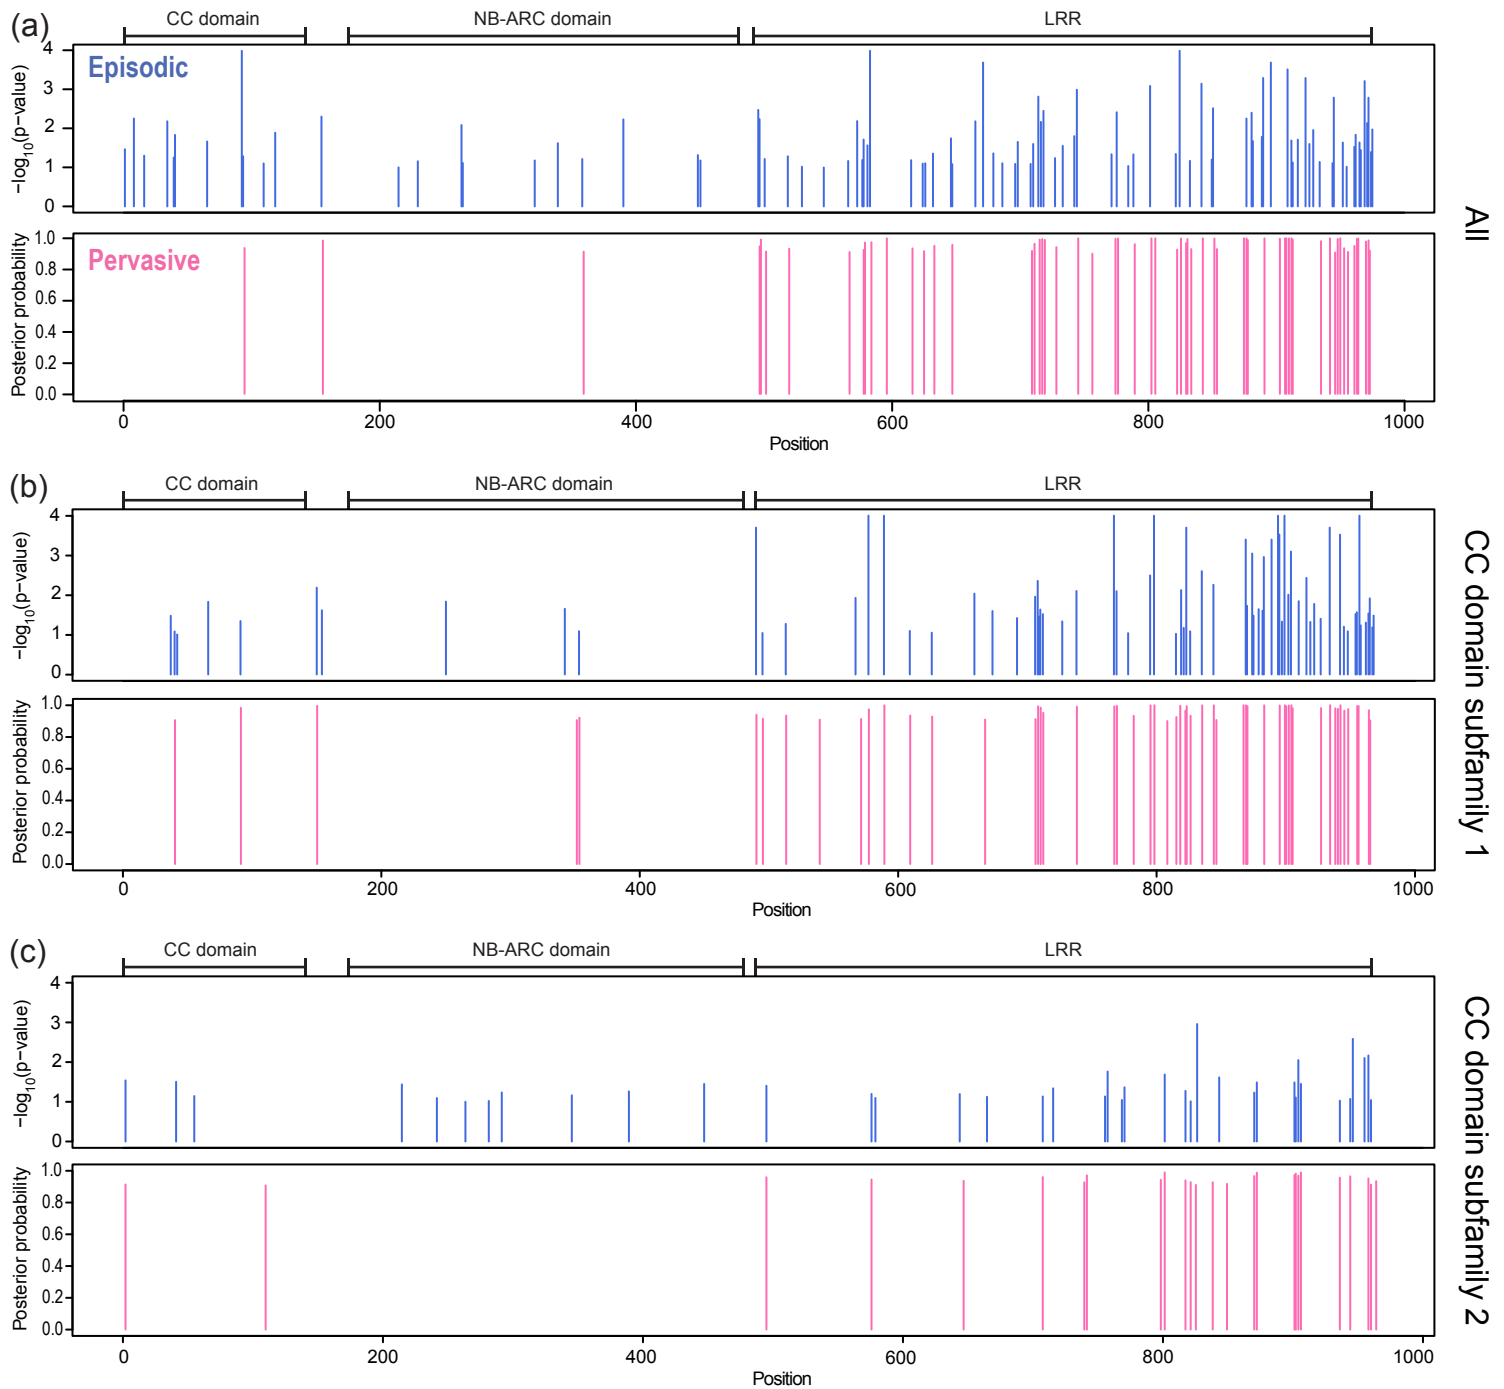 (a)
CC domain
NB-ARC domain
LRR
Episodic
−log10(p−value)
4
3
2
1
0
Pervasive
Posterior probability
1.0
0.8
0.6
0.4
0.2
0.0
0 200 400 600 800 1000
Position
All
(b)
CC domain
NB-ARC domain
LRR
−log10(p−value)
4
3
2
1
0
Posterior probability
1.0
0.8
0.6
0.4
0.2
0.0
0 200 400 600 800 1000
Position
CC domain subfamily 1
(c)
CC domain
NB-ARC domain
LRR
−log10(p−value)
4
3
2
1
0
Posterior probability
1.0
0.8
0.6
0.4
0.2
0.0
0 200 400 600 800 1000
Position
CC domain subfamily 2